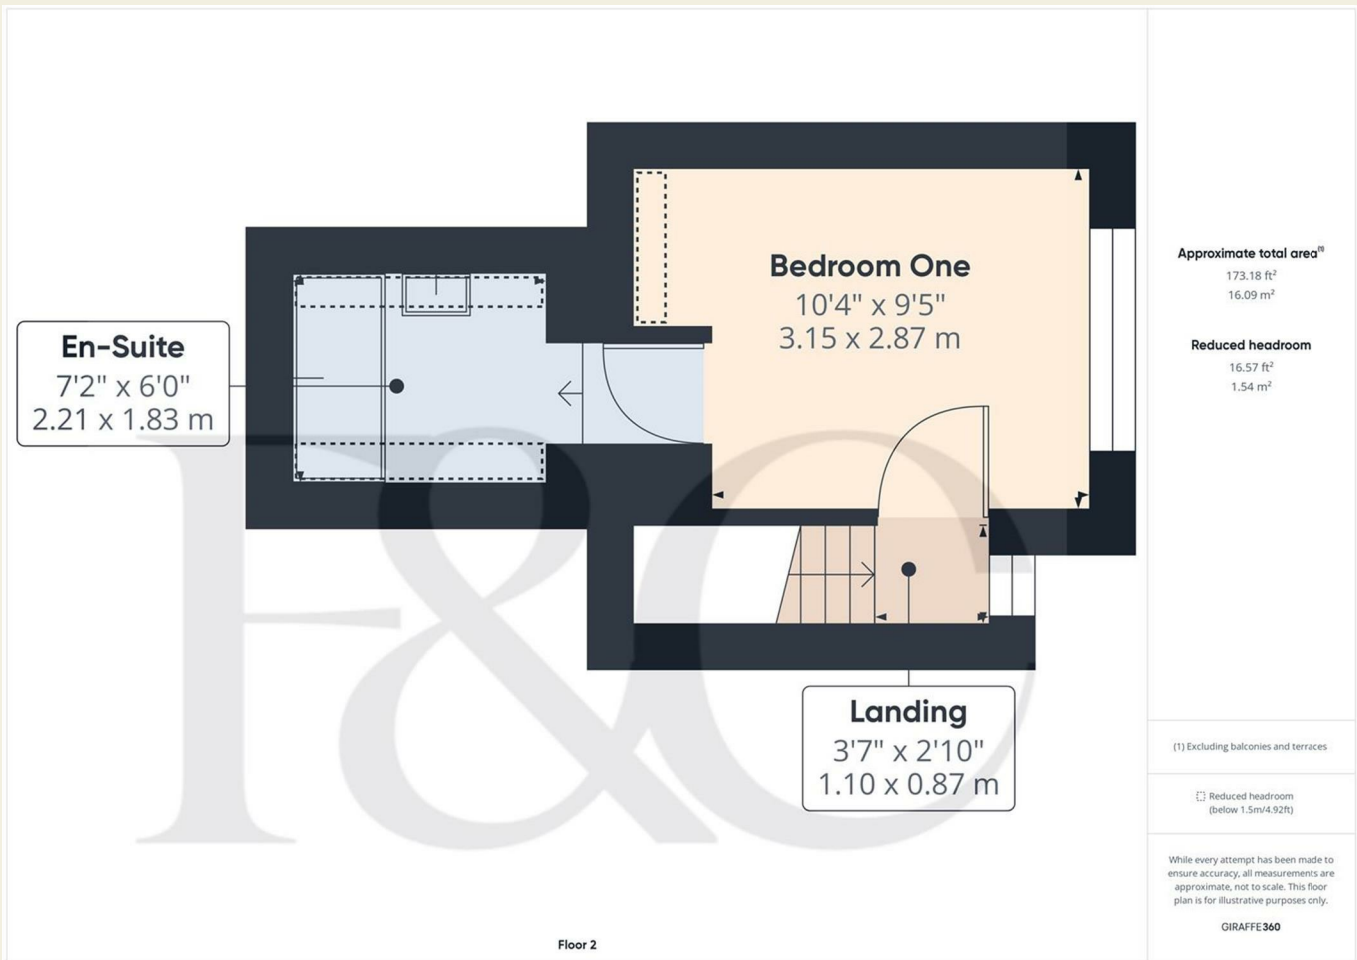 Bedroom One
10'4" x 9'5"
3.15 x 2.87 m
En-Suite
7'2" x 6'0"
2.21 x 1.83 m
Landing
3'7" x 2'10"
1.10 x 0.87 m
F&C
Floor 2
Approximate total area(1)
173.18 ft²
16.09 m²
Reduced headroom
16.57 ft²
1.54 m²
(1) Excluding balconies and terraces
Reduced headroom
(below 1.5m/4.92ft)
While every attempt has been made to
ensure accuracy, all measurements are
approximate, not to scale. This floor
plan is for illustrative purposes only.
GIRAFFE360